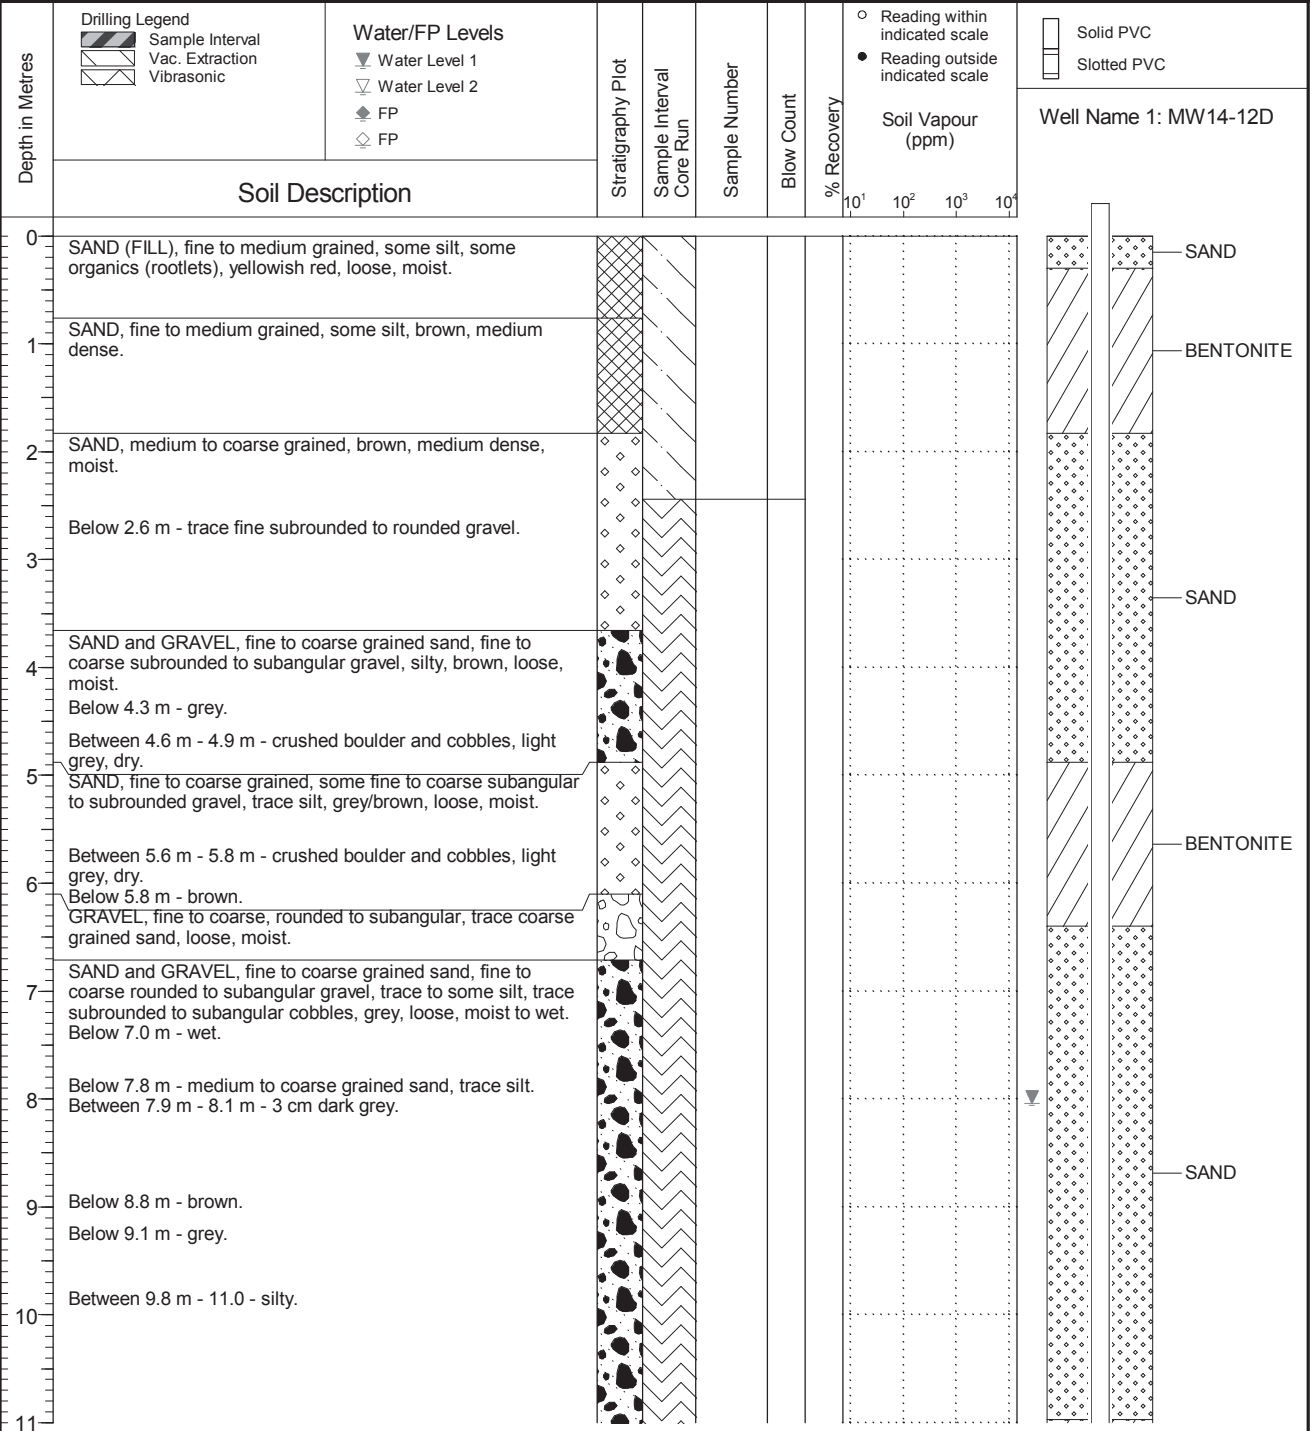 Drilling Legend
Sample Interval
Vac. Extraction
Vibrasonic
Water/FP Levels
Water Level 1
Water Level 2
FP
FP
Depth in Metres
Soil Description
Stratigraphy Plot
Sample Interval
Core Run
Sample Number
Blow Count
% Recovery
Reading within
indicated scale
Reading outside
indicated scale
Soil Vapour
(ppm)
10¹ 10² 10³ 10⁴
Solid PVC
Slotted PVC
Well Name 1: MW14-12D
0
SAND (FILL), fine to medium grained, some silt, some
organics (rootlets), yellowish red, loose, moist.
SAND
SAND, fine to medium grained, some silt, brown, medium
dense.
1
BENTONITE
SAND, medium to coarse grained, brown, medium dense,
moist.
2
Below 2.6 m - trace fine subrounded to rounded gravel.
3
SAND
SAND and GRAVEL, fine to coarse grained sand, fine to
coarse subrounded to subangular gravel, silty, brown, loose,
moist.
4
Below 4.3 m - grey.
Between 4.6 m - 4.9 m - crushed boulder and cobbles, light
grey, dry.
5
SAND, fine to coarse grained, some fine to coarse subangular
to subrounded gravel, trace silt, grey/brown, loose, moist.
BENTONITE
Between 5.6 m - 5.8 m - crushed boulder and cobbles, light
grey, dry.
6
Below 5.8 m - brown.
GRAVEL, fine to coarse, rounded to subangular, trace coarse
grained sand, loose, moist.
SAND and GRAVEL, fine to coarse grained sand, fine to
coarse rounded to subangular gravel, trace to some silt, trace
subrounded to subangular cobbles, grey, loose, moist to wet.
7
Below 7.0 m - wet.
Below 7.8 m - medium to coarse grained sand, trace silt.
8
Between 7.9 m - 8.1 m - 3 cm dark grey.
SAND
Below 8.8 m - brown.
9
Below 9.1 m - grey.
Between 9.8 m - 11.0 - silty.
10
11